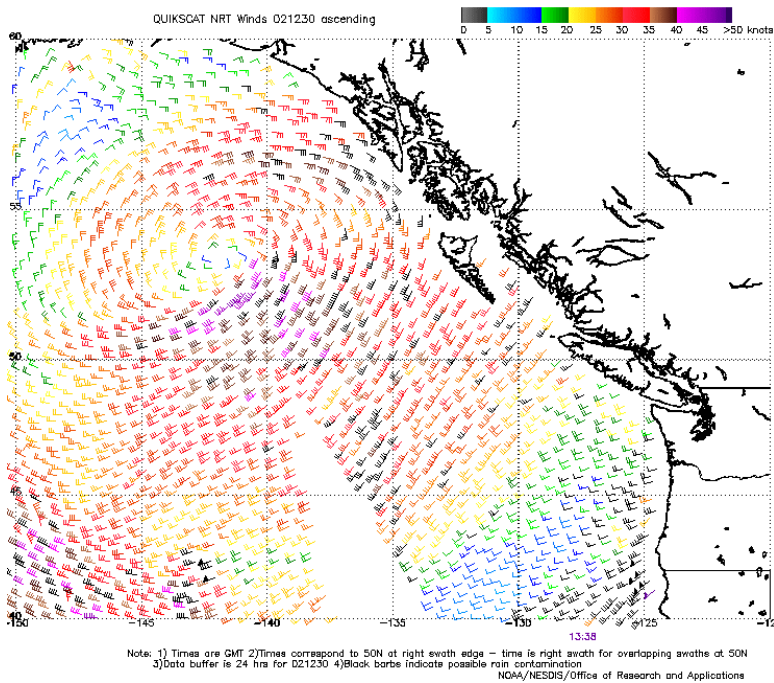 QUIKSCAT NRT Winds 021230 ascending
0 5 10 15 20 25 30 35 40 45 >50 knots
60
55
50
45
40
-150 -145 -140 -135 -130 -125 -12
13:38
Note: 1) Times are GMT 2)Times correspond to 50N at right swath edge - time is right swath for overlapping swaths at 50N
3)Data buffer is 24 hrs for 021230 4)Black barbs indicate possible rain contamination
NOAA/NESDIS/Office of Research and Applications